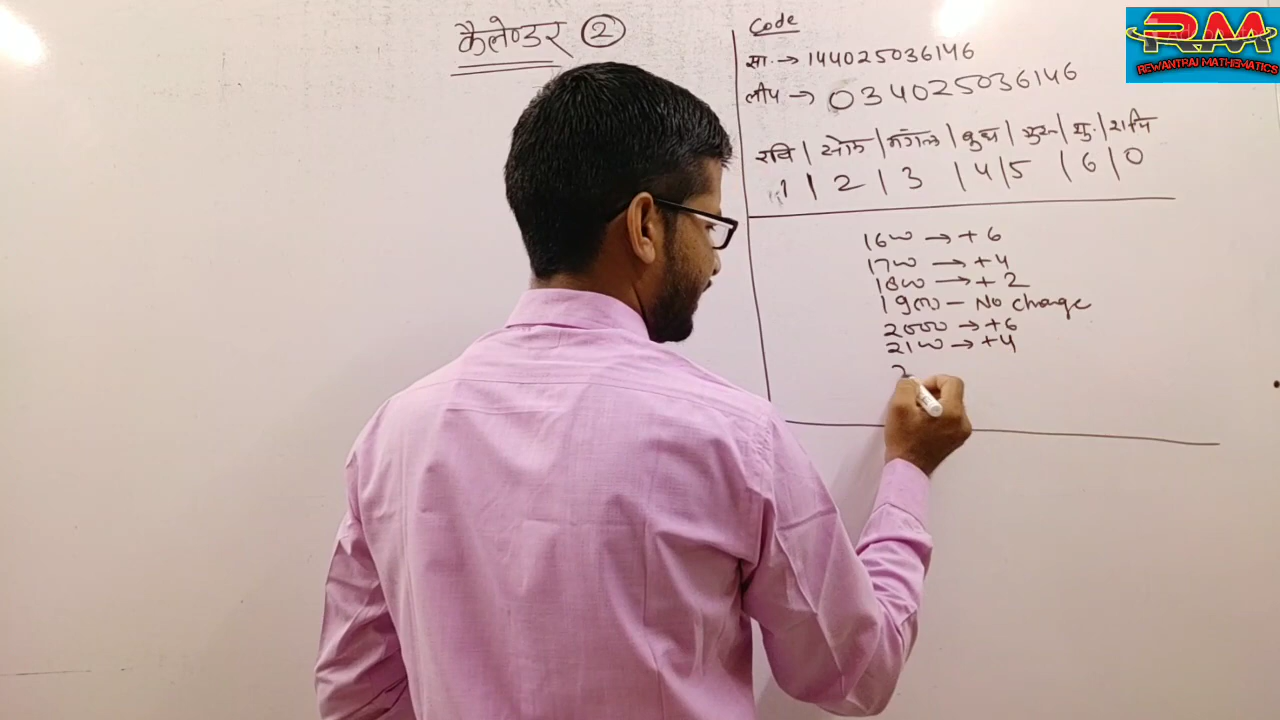 कैलेण्डर 2
Code
सा. → 144025036146
लीप → 034025036146
रवि | सोम | मंगल | बुध | गुरु | शु. | शनि
1 | 2 | 3 | 4 | 5 | 6 | 0
1600 → +6
1700 → +4
1800 → +2
1900 - No change
2000 → +6
2100 → +4
2
RM
REWANTRAJ MATHEMATICS